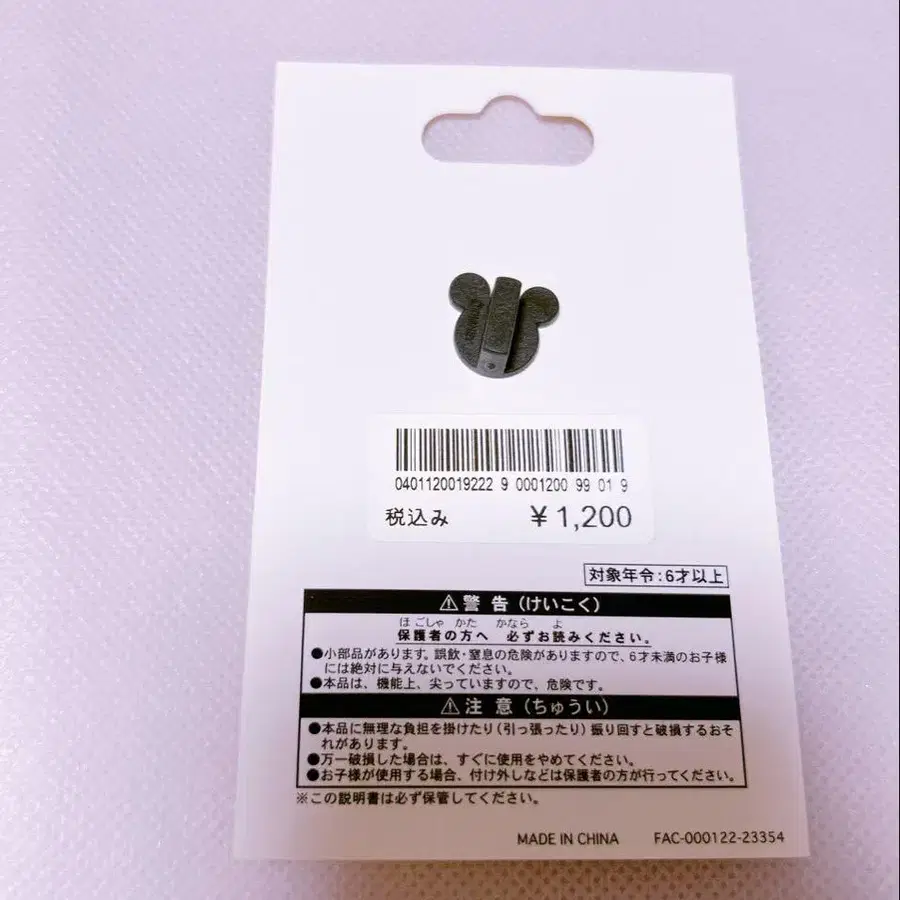 0401120019222 9 0001200 99 01 9
税込み ¥1,200
対象年令:6才以上
⚠警 告(けいこく)
ほごしゃ かた かなら よ
保護者の方へ 必ずお読みください。
●小部品があります。誤飲・窒息の危険がありますので、6才未満のお子様
には絶対に与えないでください。
●本品は、機能上、尖っていますので、危険です。
⚠注 意(ちゅうい)
●本品に無理な負担を掛けたり(引っ張ったり)振り回すと破損するおそ
れがあります。
●万一破損した場合は、すぐに使用をやめてください。
●お子様が使用する場合、付け外しなどは保護者の方が行ってください。
※この説明書は必ず保管してください。
MADE IN CHINA FAC-000122-23354